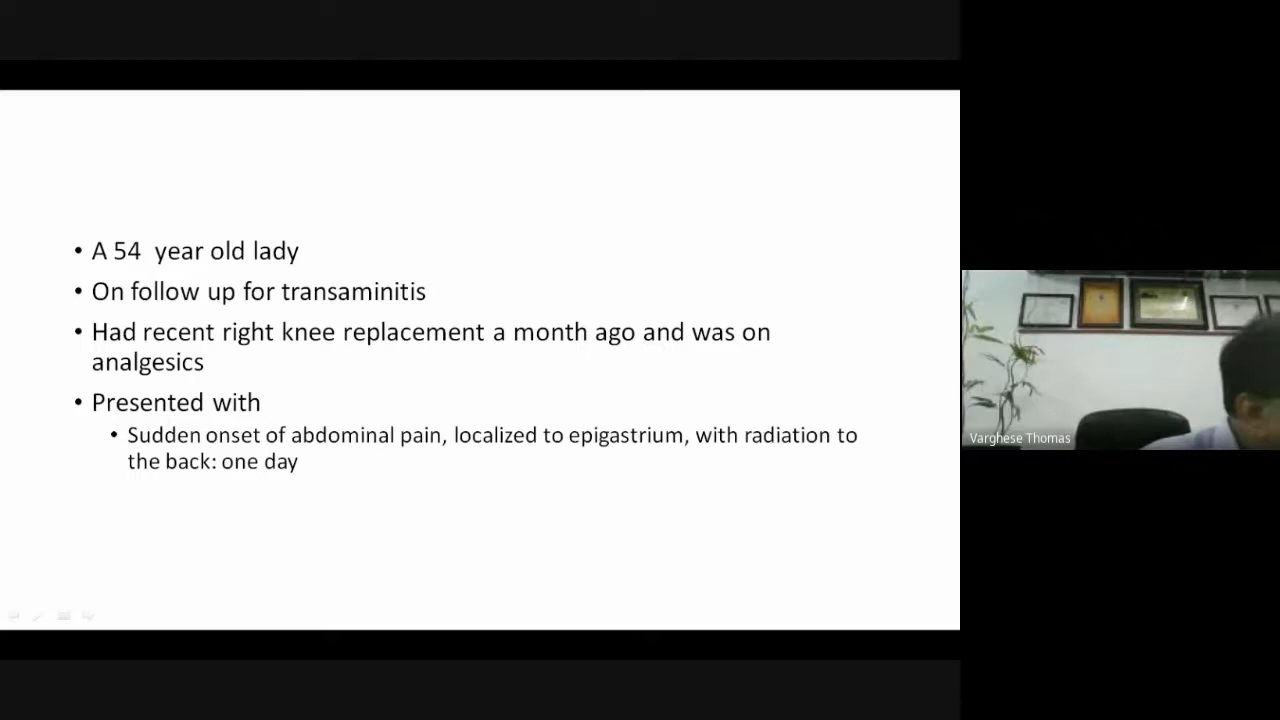 • A 54  year old lady
• On follow up for transaminitis
• Had recent right knee replacement a month ago and was on
analgesics
• Presented with
• Sudden onset of abdominal pain, localized to epigastrium, with radiation to
the back: one day
Varghese Thomas